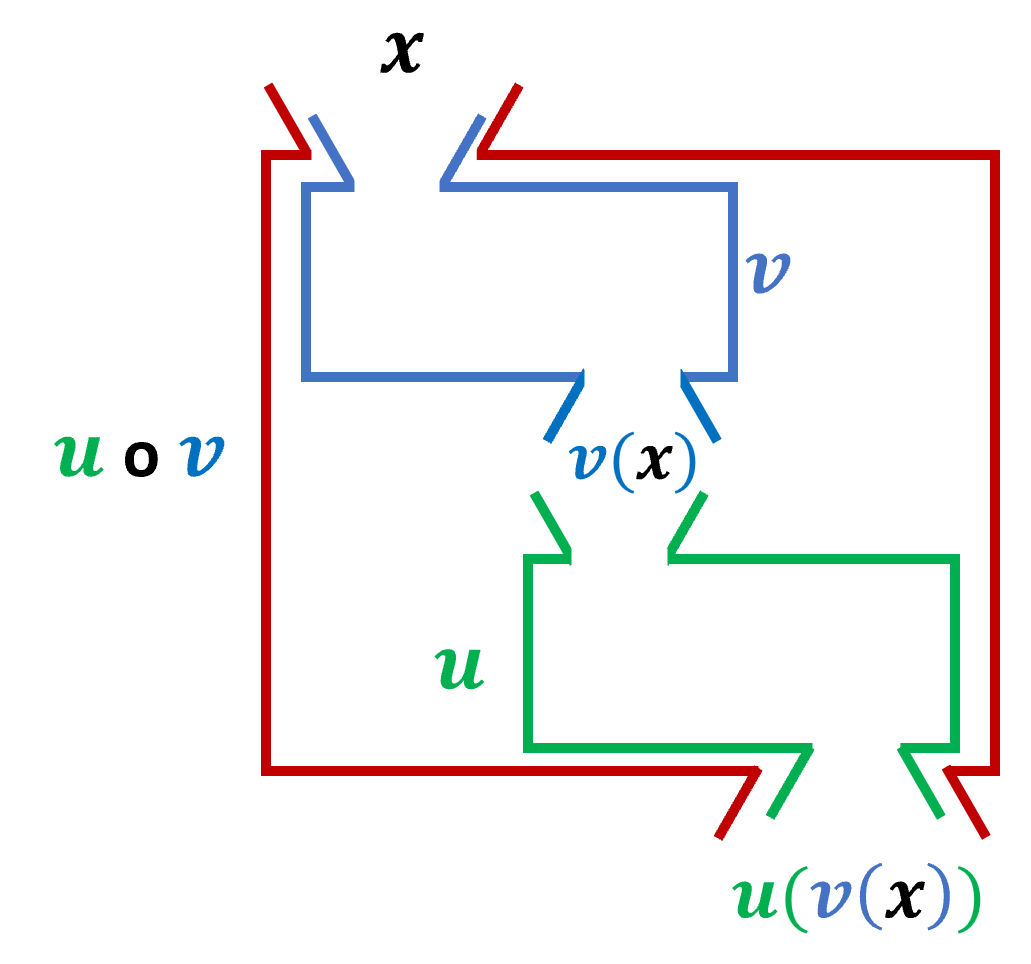 x
v
u o v
v(x)
u
u(v(x))